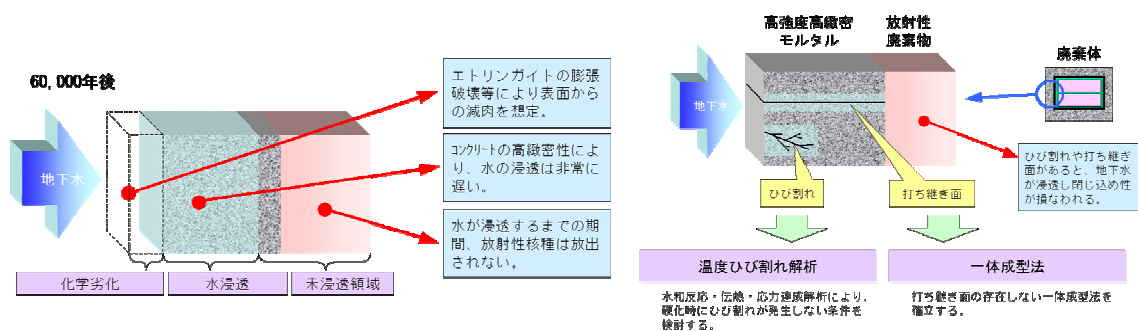 60,000年後
地下水
エトリンガイトの膨張
破壊等により表面から
の減肉を想定。
コンクリートの高緻密性によ
り、水の浸透は非常に
遅い。
水が浸透するまでの期
間、放射性核種は放出
されない。
化学劣化
水浸透
未浸透領域
高強度高緻密
モルタル
放射性
廃棄物
廃棄体
地下水
ひび割れ
打ち継ぎ面
ひび割れや打ち継ぎ
面があると、地下水
が浸透し閉じ込め性
が損なわれる。
温度ひび割れ解析
一体成型法
水和反応・伝熱・応力連成解析により、
硬化時にひび割れが発生しない条件を
検討する。
打ち継ぎ面の存在しない一体成型法を
確立する。